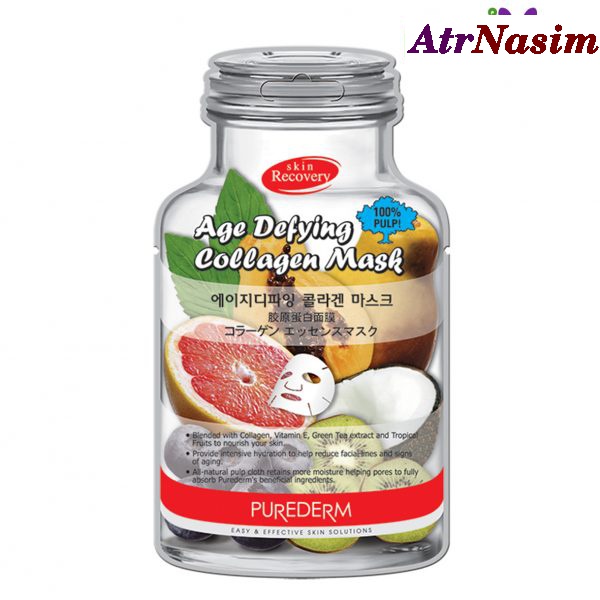 AtrNasim
skin
Recovery
Age Defying
Collagen Mask
100%
PULP!
에이지디파잉 콜라겐 마스크
胶原蛋白面膜
コラーゲン エッセンスマスク
• Blended with Collagen, Vitamin E, Green Tea extract and Tropical
Fruits to nourish your skin.
• Provide intensive hydration to help reduce facial lines and signs
of aging.
• All-natural pulp cloth retains more moisture helping pores to fully
absorb Purederm's beneficial ingredients.
PUREDERM
EASY & EFFECTIVE SKIN SOLUTIONS